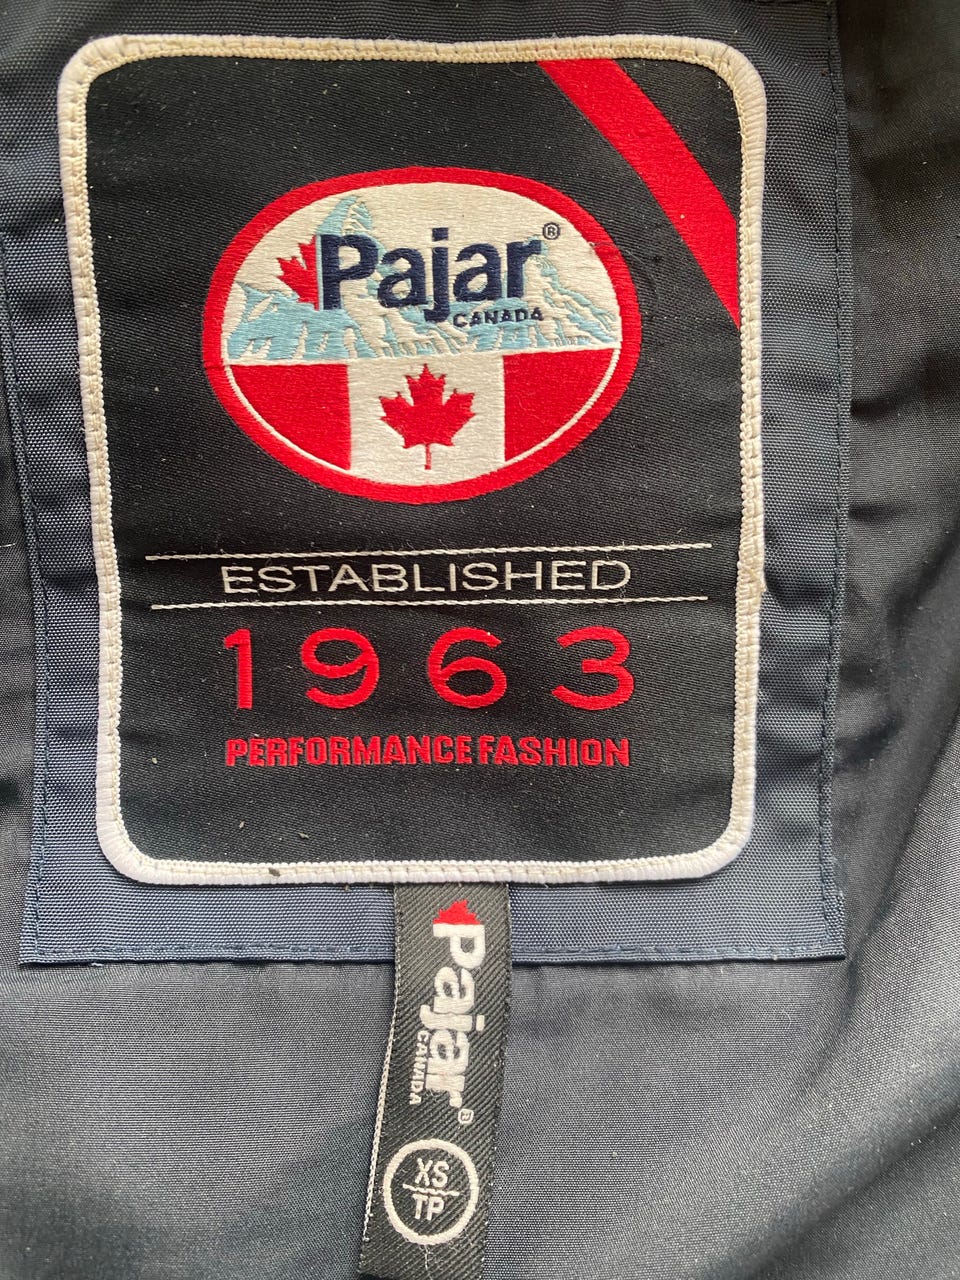 Pajar®
CANADA
ESTABLISHED
1963
PERFORMANCE FASHION
Pajar®
CANADA
XS
TP